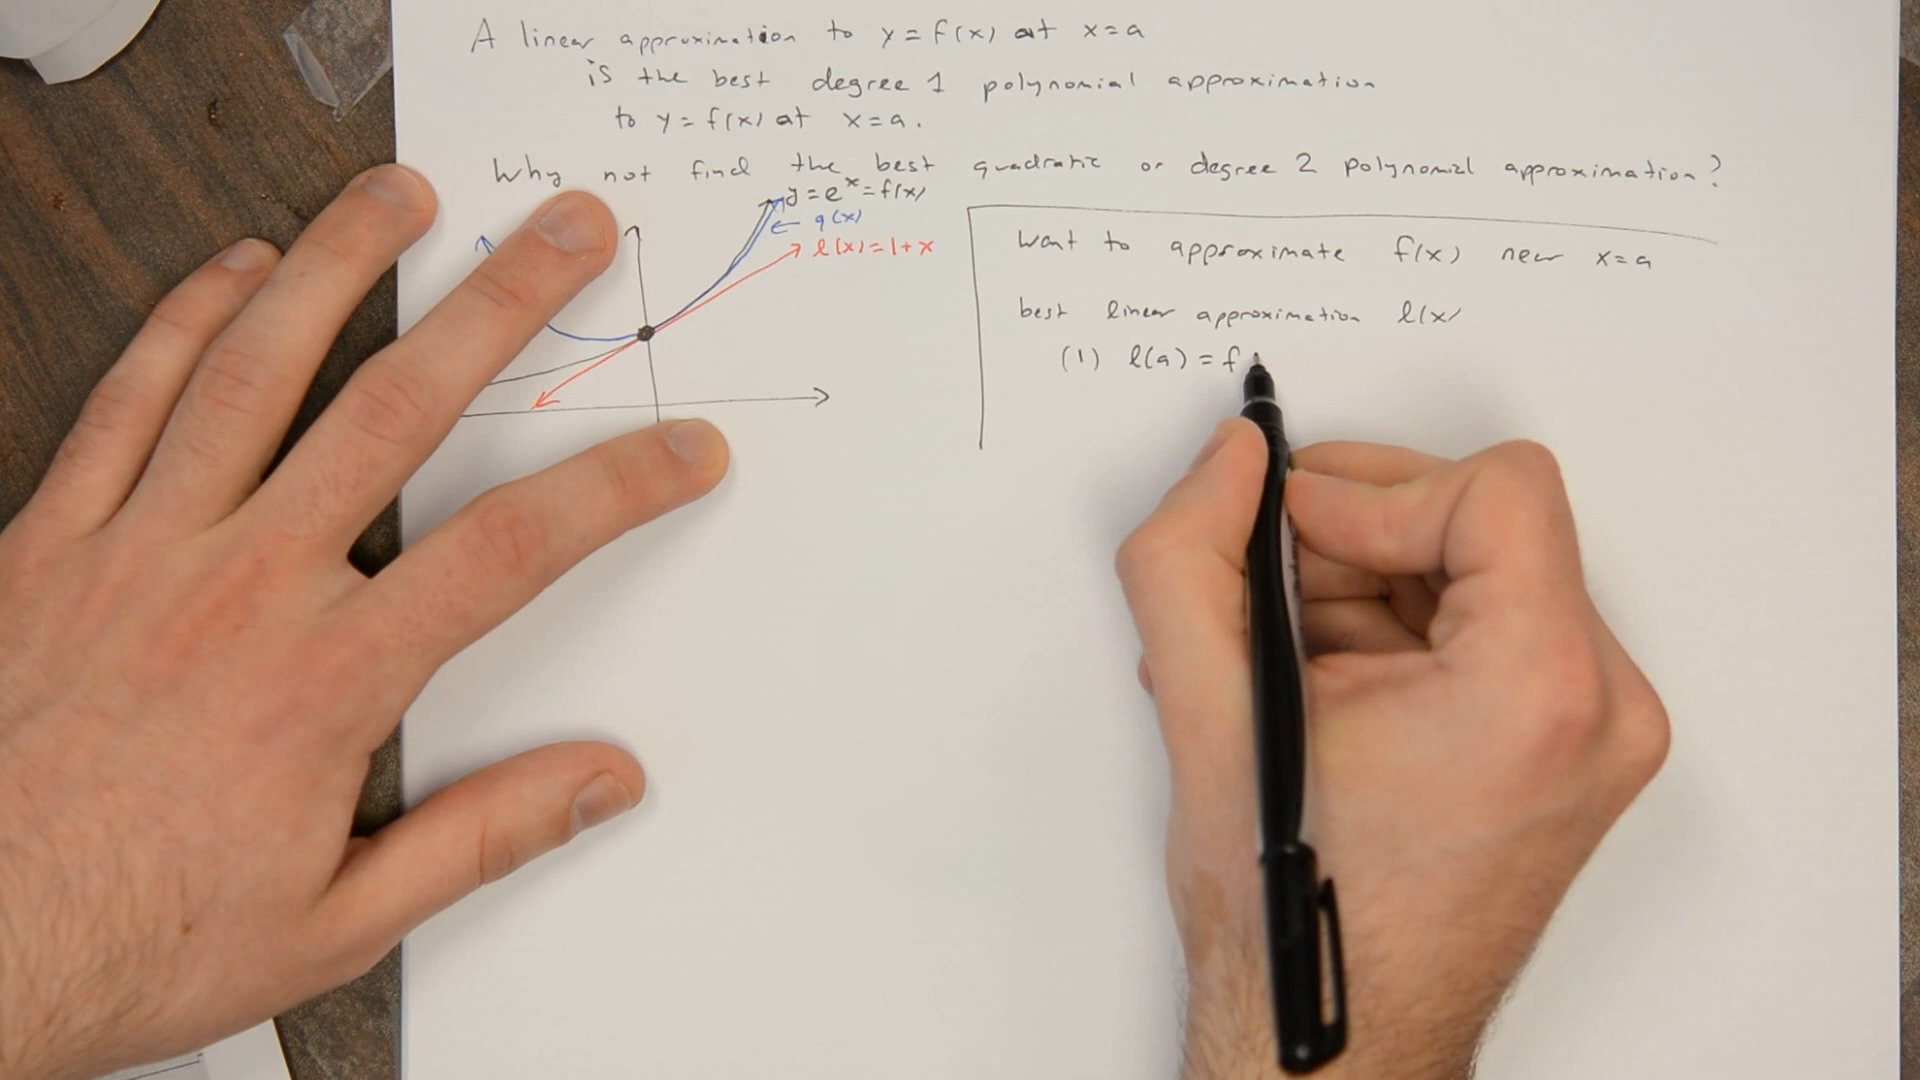 A linear approximation to y = f(x) at x=a
is the best degree 1 polynomial approximation
to y = f(x) at x=a.
Why not find the best quadratic or degree 2 polynomial approximation?
y = e^x = f(x)
← q(x)
l(x) = 1 + x
Want to approximate f(x) near x=a
best linear approximation l(x)
(1) l(a) = f